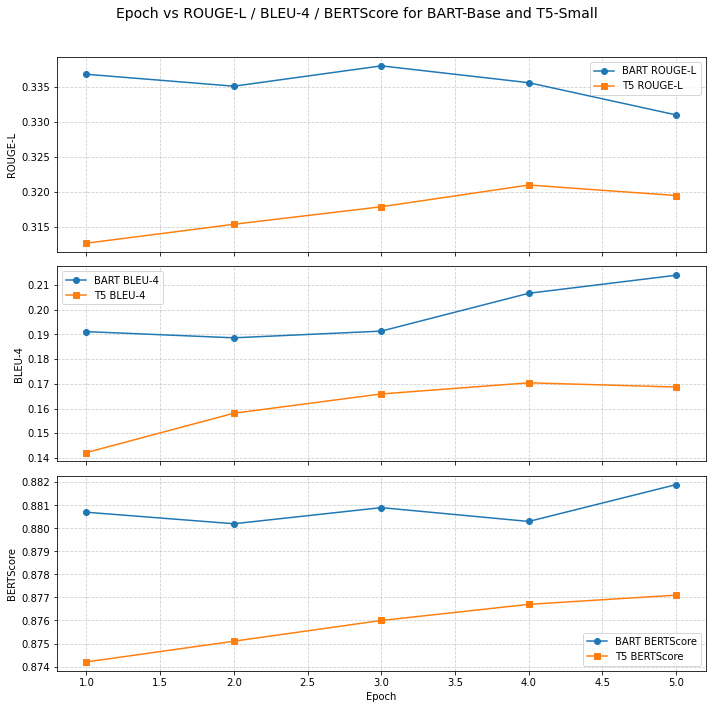 Epoch vs ROUGE-L / BLEU-4 / BERTScore for BART-Base and T5-Small
BART ROUGE-L
T5 ROUGE-L
0.335
0.330
0.325
0.320
0.315
ROUGE-L
BART BLEU-4
T5 BLEU-4
0.21
0.20
0.19
0.18
0.17
0.16
0.15
0.14
BLEU-4
0.882
0.881
0.880
0.879
0.878
0.877
0.876
0.875
0.874
BERTScore
BART BERTScore
T5 BERTScore
1.0 1.5 2.0 2.5 3.0 3.5 4.0 4.5 5.0
Epoch